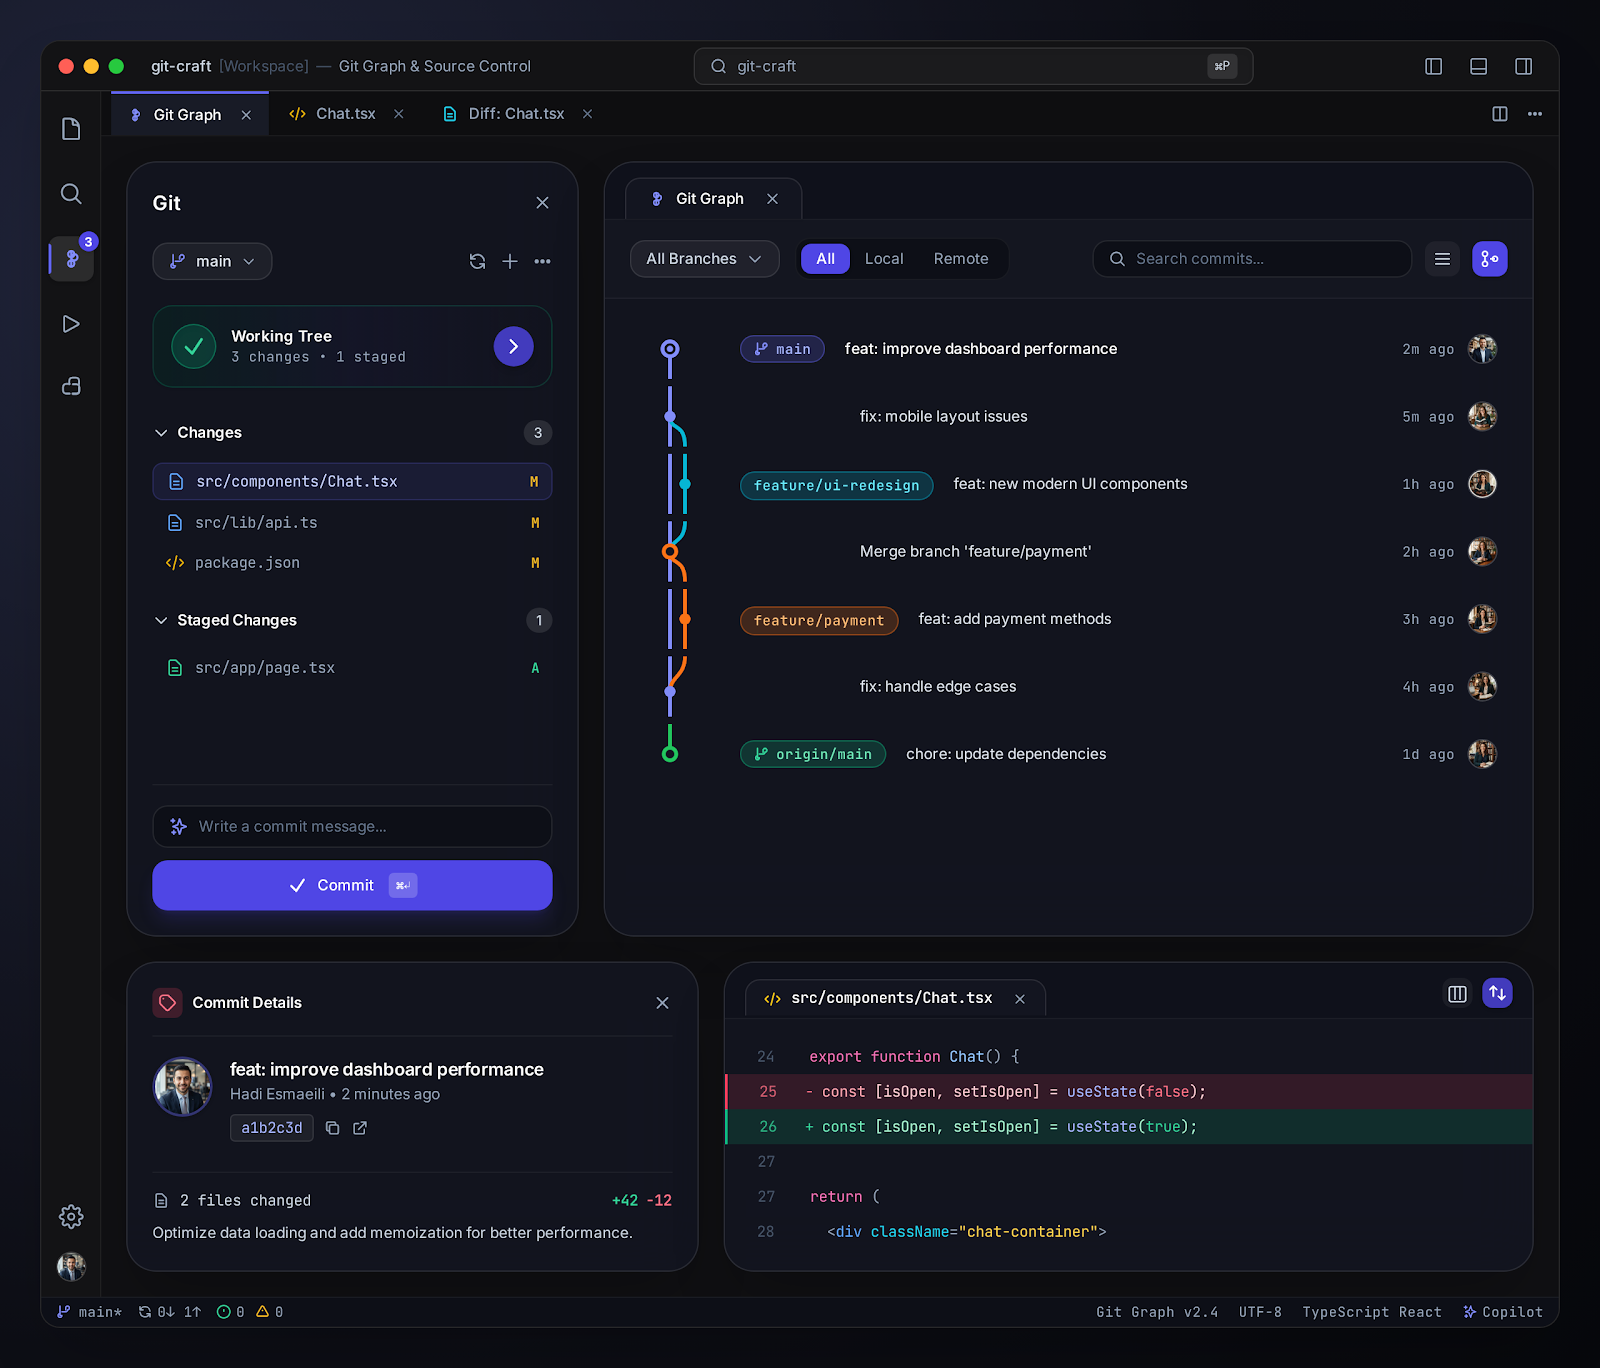 git-craft [Workspace] — Git Graph & Source Control
git-craft
⌘P
Git Graph
Chat.tsx
Diff: Chat.tsx
3
Git
main
Working Tree
3 changes • 1 staged
Changes
3
src/components/Chat.tsx M
src/lib/api.ts M
package.json M
Staged Changes
1
src/app/page.tsx A
Write a commit message...
Commit ⌘↵
Git Graph
All Branches
All
Local
Remote
Search commits...
main feat: improve dashboard performance 2m ago
fix: mobile layout issues 5m ago
feature/ui-redesign feat: new modern UI components 1h ago
Merge branch 'feature/payment' 2h ago
feature/payment feat: add payment methods 3h ago
fix: handle edge cases 4h ago
origin/main chore: update dependencies 1d ago
Commit Details
feat: improve dashboard performance
Hadi Esmaeili • 2 minutes ago
a1b2c3d
2 files changed +42 -12
Optimize data loading and add memoization for better performance.
src/components/Chat.tsx
24 export function Chat() {
25 - const [isOpen, setIsOpen] = useState(false);
26 + const [isOpen, setIsOpen] = useState(true);
27
27 return (
28 <div className="chat-container">
main* 0↓ 1↑ 0 0
Git Graph v2.4 UTF-8 TypeScript React Copilot